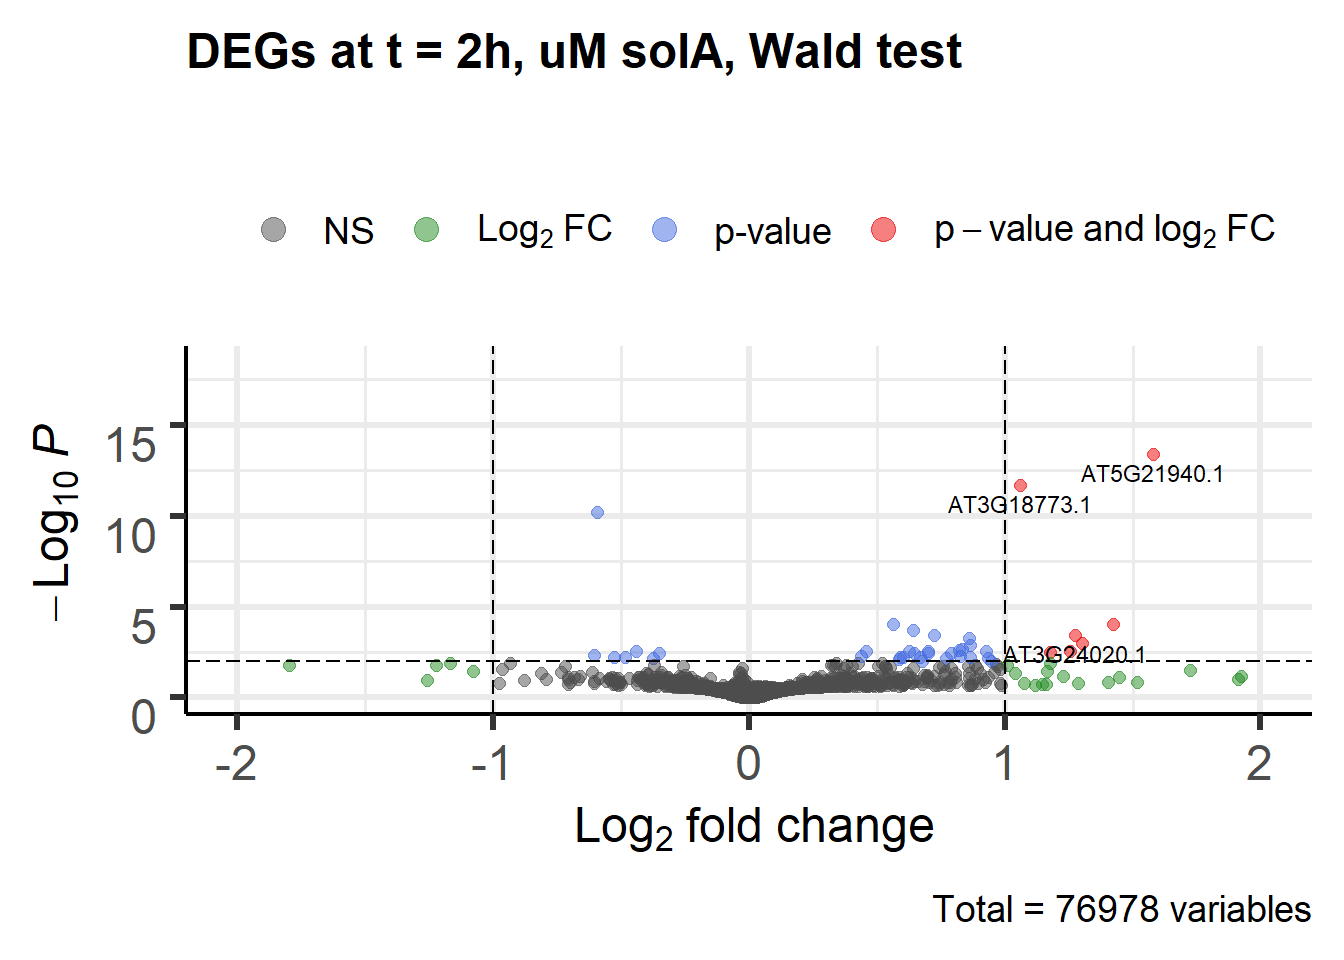 DEGs at t = 2h, uM solA, Wald test
NS Log2 FC p-value p – value and log2 FC
−Log10 P
15
10
5
0
AT5G21940.1
AT3G18773.1
AT3G24020.1
-2 -1 0 1 2
Log2 fold change
Total = 76978 variables